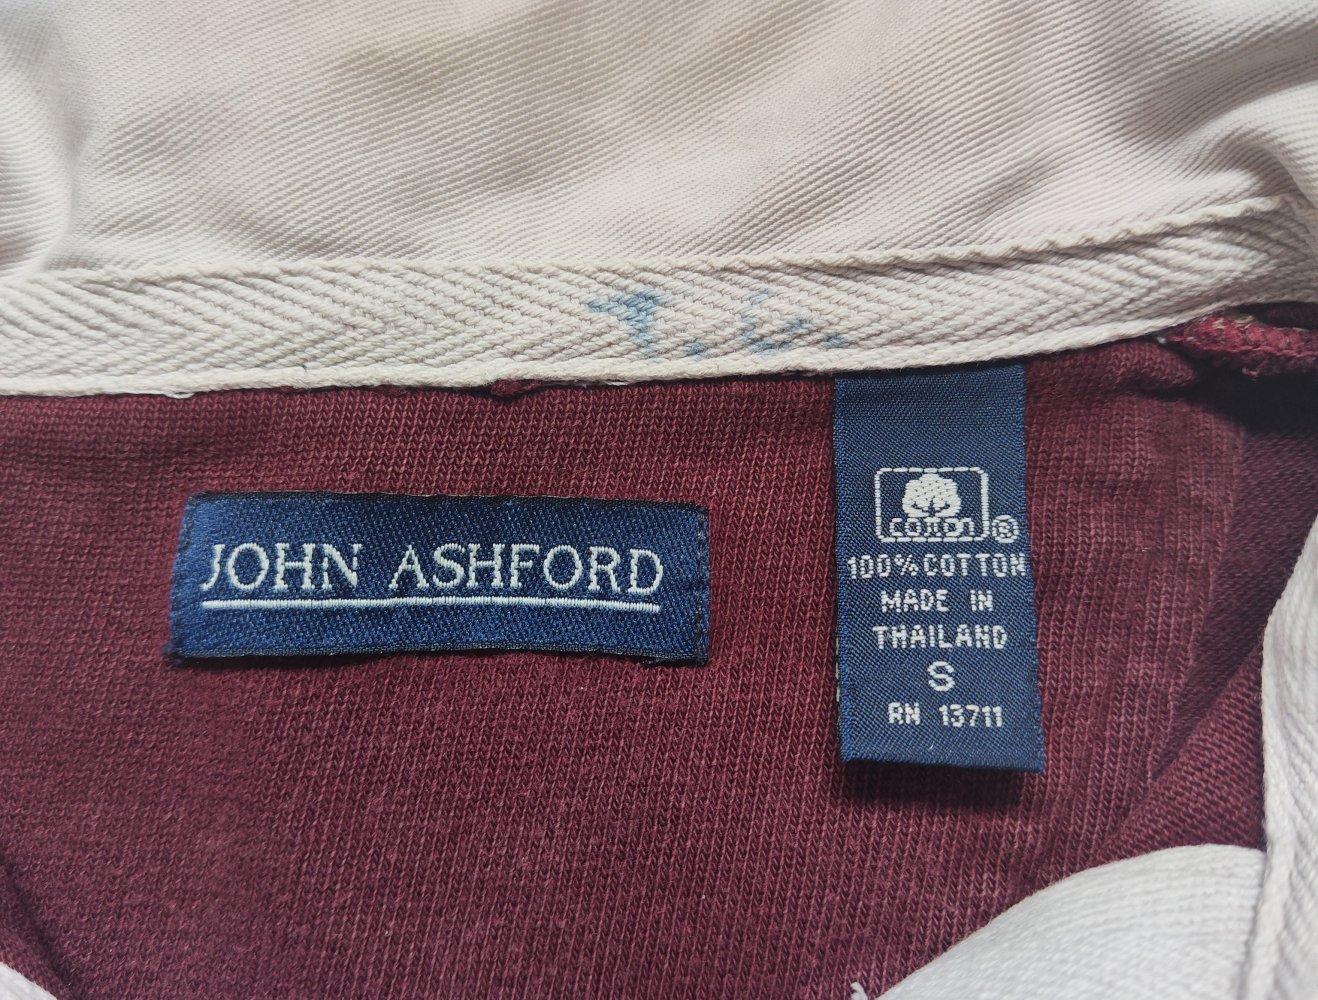 T.G.
JOHN ASHFORD
COTTON®
100% COTTON
MADE IN
THAILAND
S
RN 13711